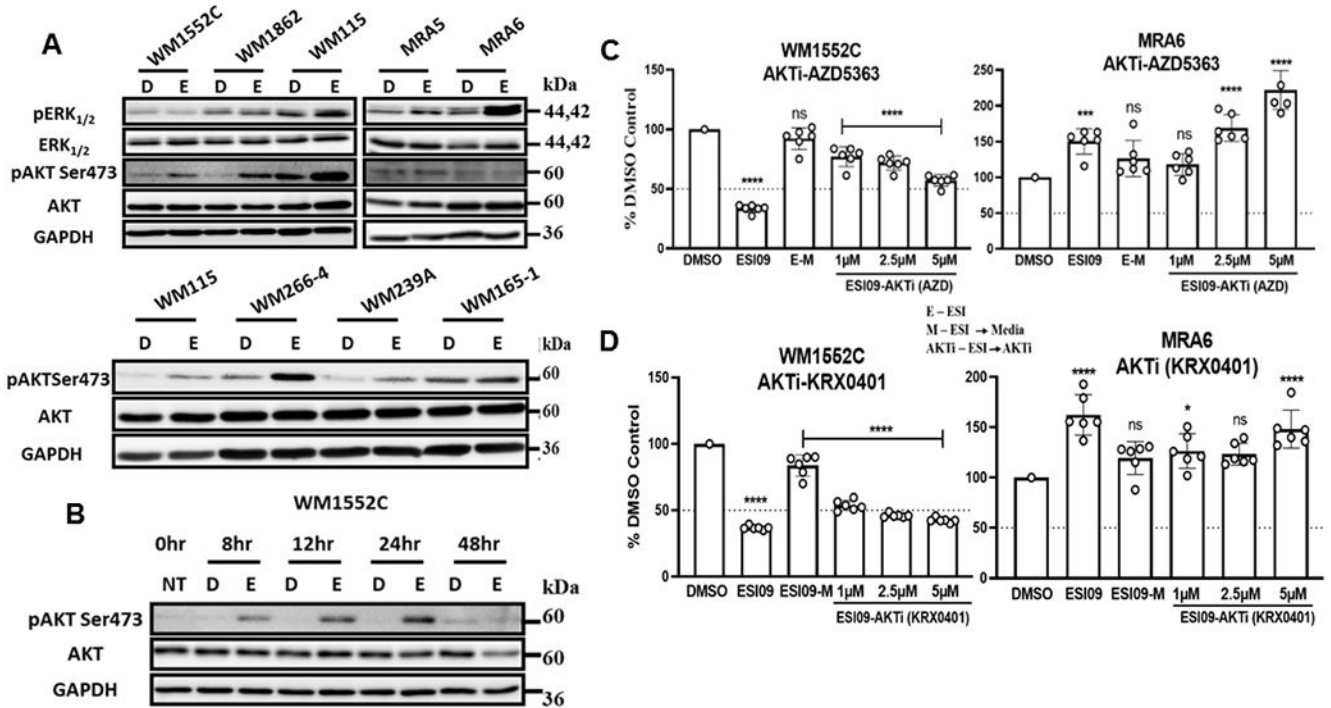 A
WM1552C WM1862 WM115 MRA5 MRA6
D E D E D E D E D E kDa
pERK1/2 44,42
ERK1/2 44,42
pAKT Ser473 60
AKT 60
GAPDH 36
WM115 WM266-4 WM239A WM165-1
D E D E D E D E kDa
pAKTSer473 60
AKT 60
GAPDH 36
B
WM1552C
0hr 8hr 12hr 24hr 48hr
NT D E D E D E D E kDa
pAKT Ser473 60
AKT 60
GAPDH 36
C
WM1552C
AKTi-AZD5363
% DMSO Control
150
100
50
0
**** ns ****
DMSO ESI09 E-M 1µM 2.5µM 5µM
ESI09-AKTi (AZD)
MRA6
AKTi-AZD5363
250
200
150
100
50
0
*** ns ns **** ****
DMSO ESI09 E-M 1µM 2.5µM 5µM
ESI09-AKTi (AZD)
E – ESI
M – ESI → Media
AKTi – ESI → AKTi
D
WM1552C
AKTi-KRX0401
% DMSO Control
150
100
50
0
**** ****
DMSO ESI09 ESI09-M 1µM 2.5µM 5µM
ESI09-AKTi (KRX0401)
MRA6
AKTi (KRX0401)
200
150
100
50
0
**** ns * ns ****
DMSO ESI09 ESI09-M 1µM 2.5µM 5µM
ESI09-AKTi (KRX0401)